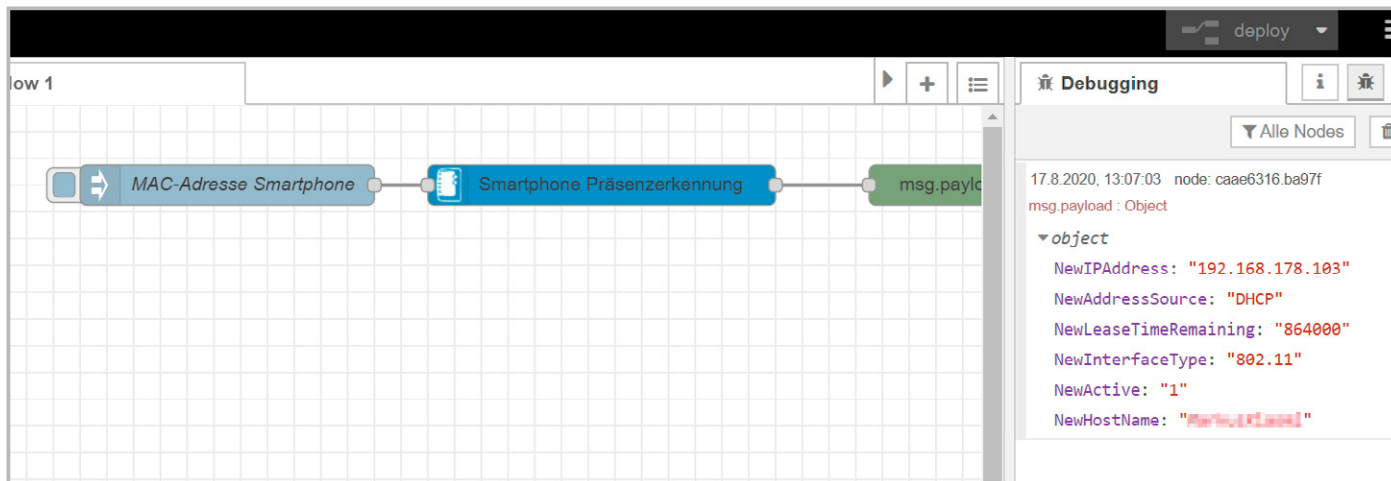 deploy
low 1
Debugging
i
Alle Nodes
MAC-Adresse Smartphone
Smartphone Präsenzerkennung
msg.paylo
17.8.2020, 13:07:03 node: caae6316.ba97f
msg.payload : Object
object
NewIPAddress: "192.168.178.103"
NewAddressSource: "DHCP"
NewLeaseTimeRemaining: "864000"
NewInterfaceType: "802.11"
NewActive: "1"
NewHostName: "